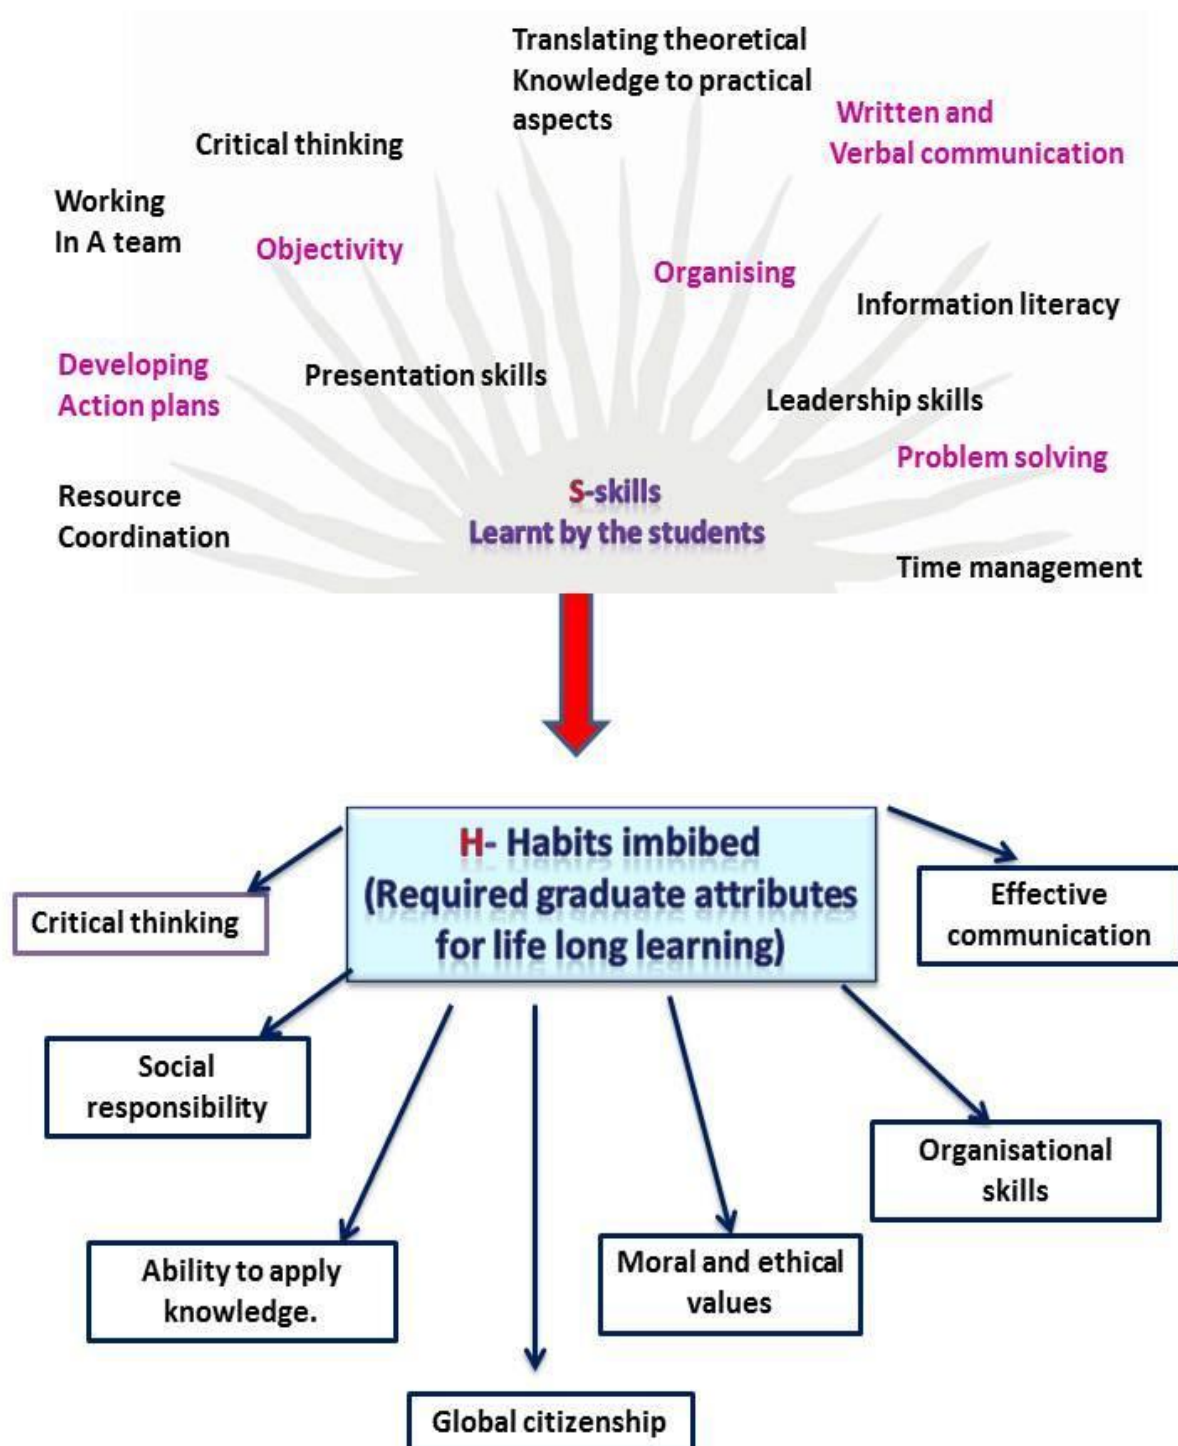 Translating theoretical
Knowledge to practical
aspects
Written and
Verbal communication
Critical thinking
Working
In A team
Objectivity
Organising
Information literacy
Developing
Action plans
Presentation skills
Leadership skills
Problem solving
Resource
Coordination
S-skills
Learnt by the students
Time management
H- Habits imbibed
(Required graduate attributes
for life long learning)
Critical thinking
Effective
communication
Social
responsibility
Organisational
skills
Ability to apply
knowledge.
Moral and ethical
values
Global citizenship